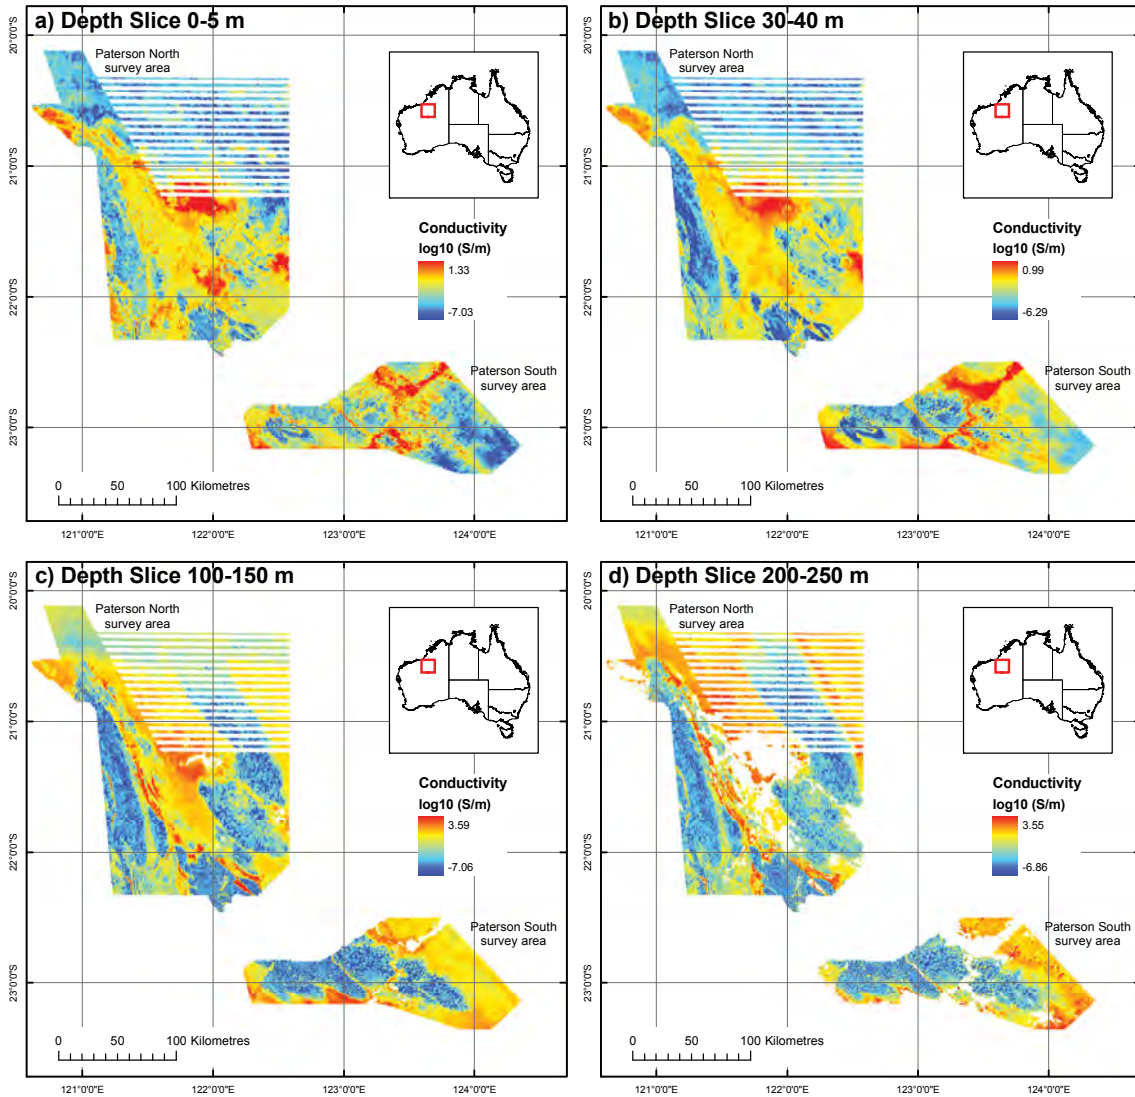 a) Depth Slice 0-5 m
Paterson North
survey area
Conductivity
log10 (S/m)
1.33
-7.03
Paterson South
survey area
0 50 100 Kilometres
20°0'0"S
21°0'0"S
22°0'0"S
23°0'0"S
121°0'0"E 122°0'0"E 123°0'0"E 124°0'0"E
b) Depth Slice 30-40 m
Paterson North
survey area
Conductivity
log10 (S/m)
0.99
-6.29
Paterson South
survey area
0 50 100 Kilometres
20°0'0"S
21°0'0"S
22°0'0"S
23°0'0"S
121°0'0"E 122°0'0"E 123°0'0"E 124°0'0"E
c) Depth Slice 100-150 m
Paterson North
survey area
Conductivity
log10 (S/m)
3.59
-7.06
Paterson South
survey area
0 50 100 Kilometres
20°0'0"S
21°0'0"S
22°0'0"S
23°0'0"S
121°0'0"E 122°0'0"E 123°0'0"E 124°0'0"E
d) Depth Slice 200-250 m
Paterson North
survey area
Conductivity
log10 (S/m)
3.55
-6.86
Paterson South
survey area
0 50 100 Kilometres
20°0'0"S
21°0'0"S
22°0'0"S
23°0'0"S
121°0'0"E 122°0'0"E 123°0'0"E 124°0'0"E